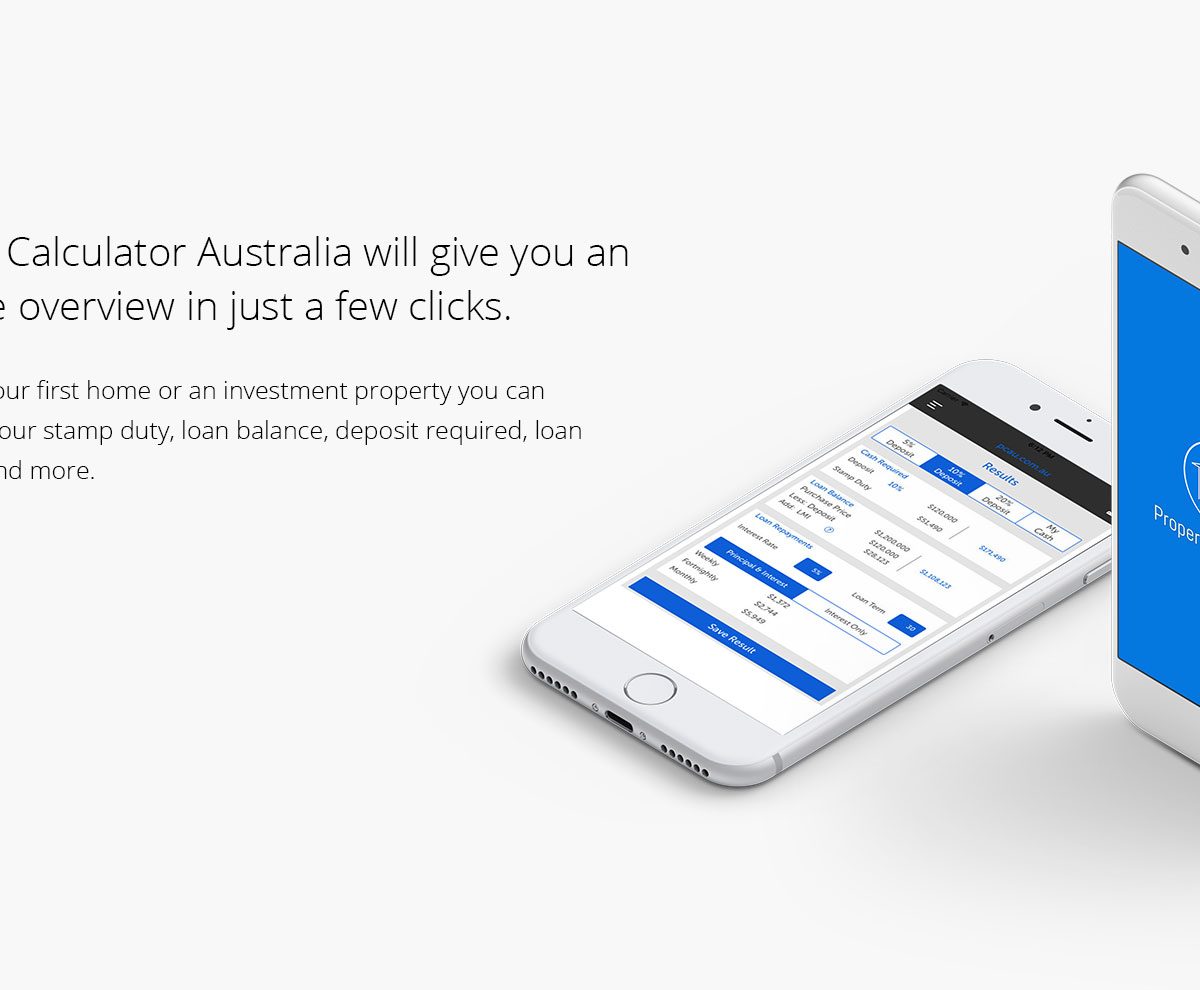 Calculator Australia will give you an
e overview in just a few clicks.
our first home or an investment property you can
our stamp duty, loan balance, deposit required, loan
nd more.
6:12 PM
pcau.com.au
Results
5% Deposit
10% Deposit
20% Deposit
My Cash
Cash Required
Deposit 10% $120,000
Stamp Duty $51,490 $171,490
Loan Balance
Purchase Price $1,200,000
Less: Deposit $120,000
Add: LMI $28,123 $1,108,123
Loan Repayments
Interest Rate 5% Loan Term 30
Principal & Interest Interest Only
Weekly $1,372
Fortnightly $2,744
Monthly $5,949
Save Result
Proper